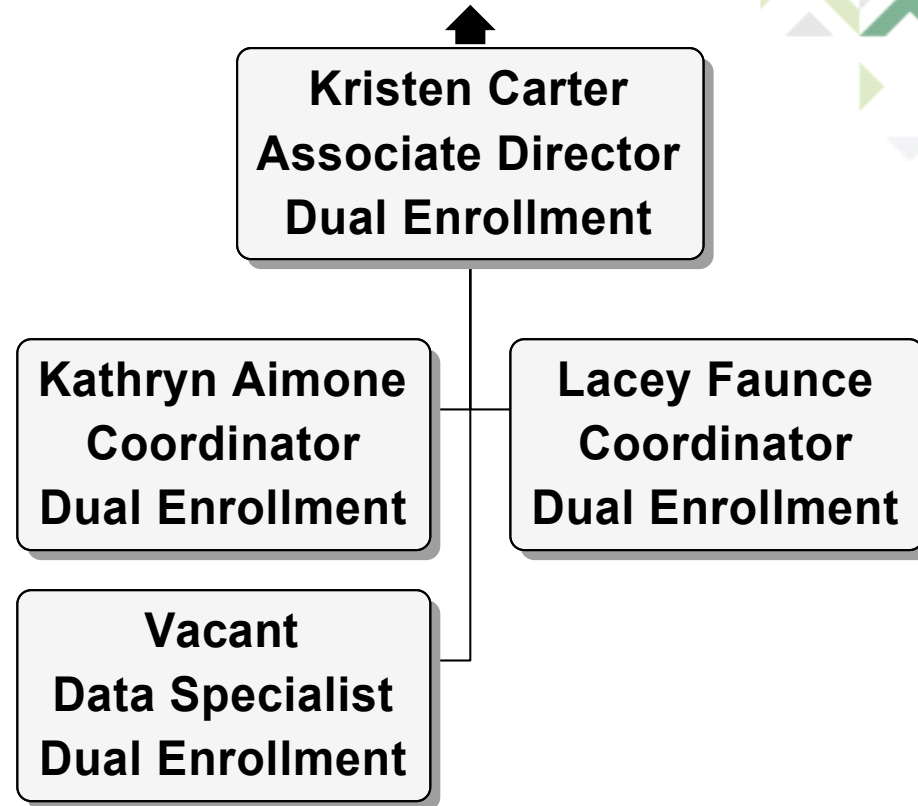 Kristen Carter
Associate Director
Dual Enrollment
Kathryn Aimone
Coordinator
Dual Enrollment
Lacey Faunce
Coordinator
Dual Enrollment
Vacant
Data Specialist
Dual Enrollment